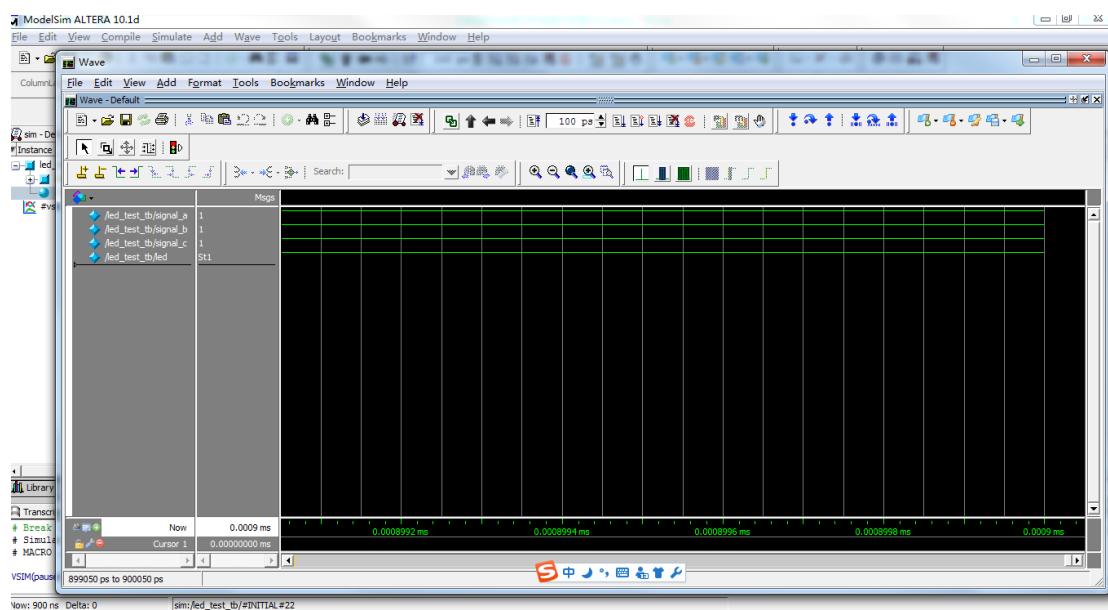 ModelSim ALTERA 10.1d
File Edit View Compile Simulate Add Wave Tools Layout Bookmarks Window Help
Wave
File Edit View Add Format Tools Bookmarks Window Help
Wave - Default
100 ps
sim - De
Instance
Search:
led_
#vs
Msgs
/led_test_tb/signal_a 1
/led_test_tb/signal_b 1
/led_test_tb/signal_c 1
/led_test_tb/led St1
Library
Transcri
# Break
# Simula
# MACRO
VSIM(paus
Now 0.0009 ms
Cursor 1 0.00000000 ms
0.0008992 ms 0.0008994 ms 0.0008996 ms 0.0008998 ms 0.0009 ms
899050 ps to 900050 ps
S 中
Now: 900 ns Delta: 0 sim:/led_test_tb/#INITIAL#22